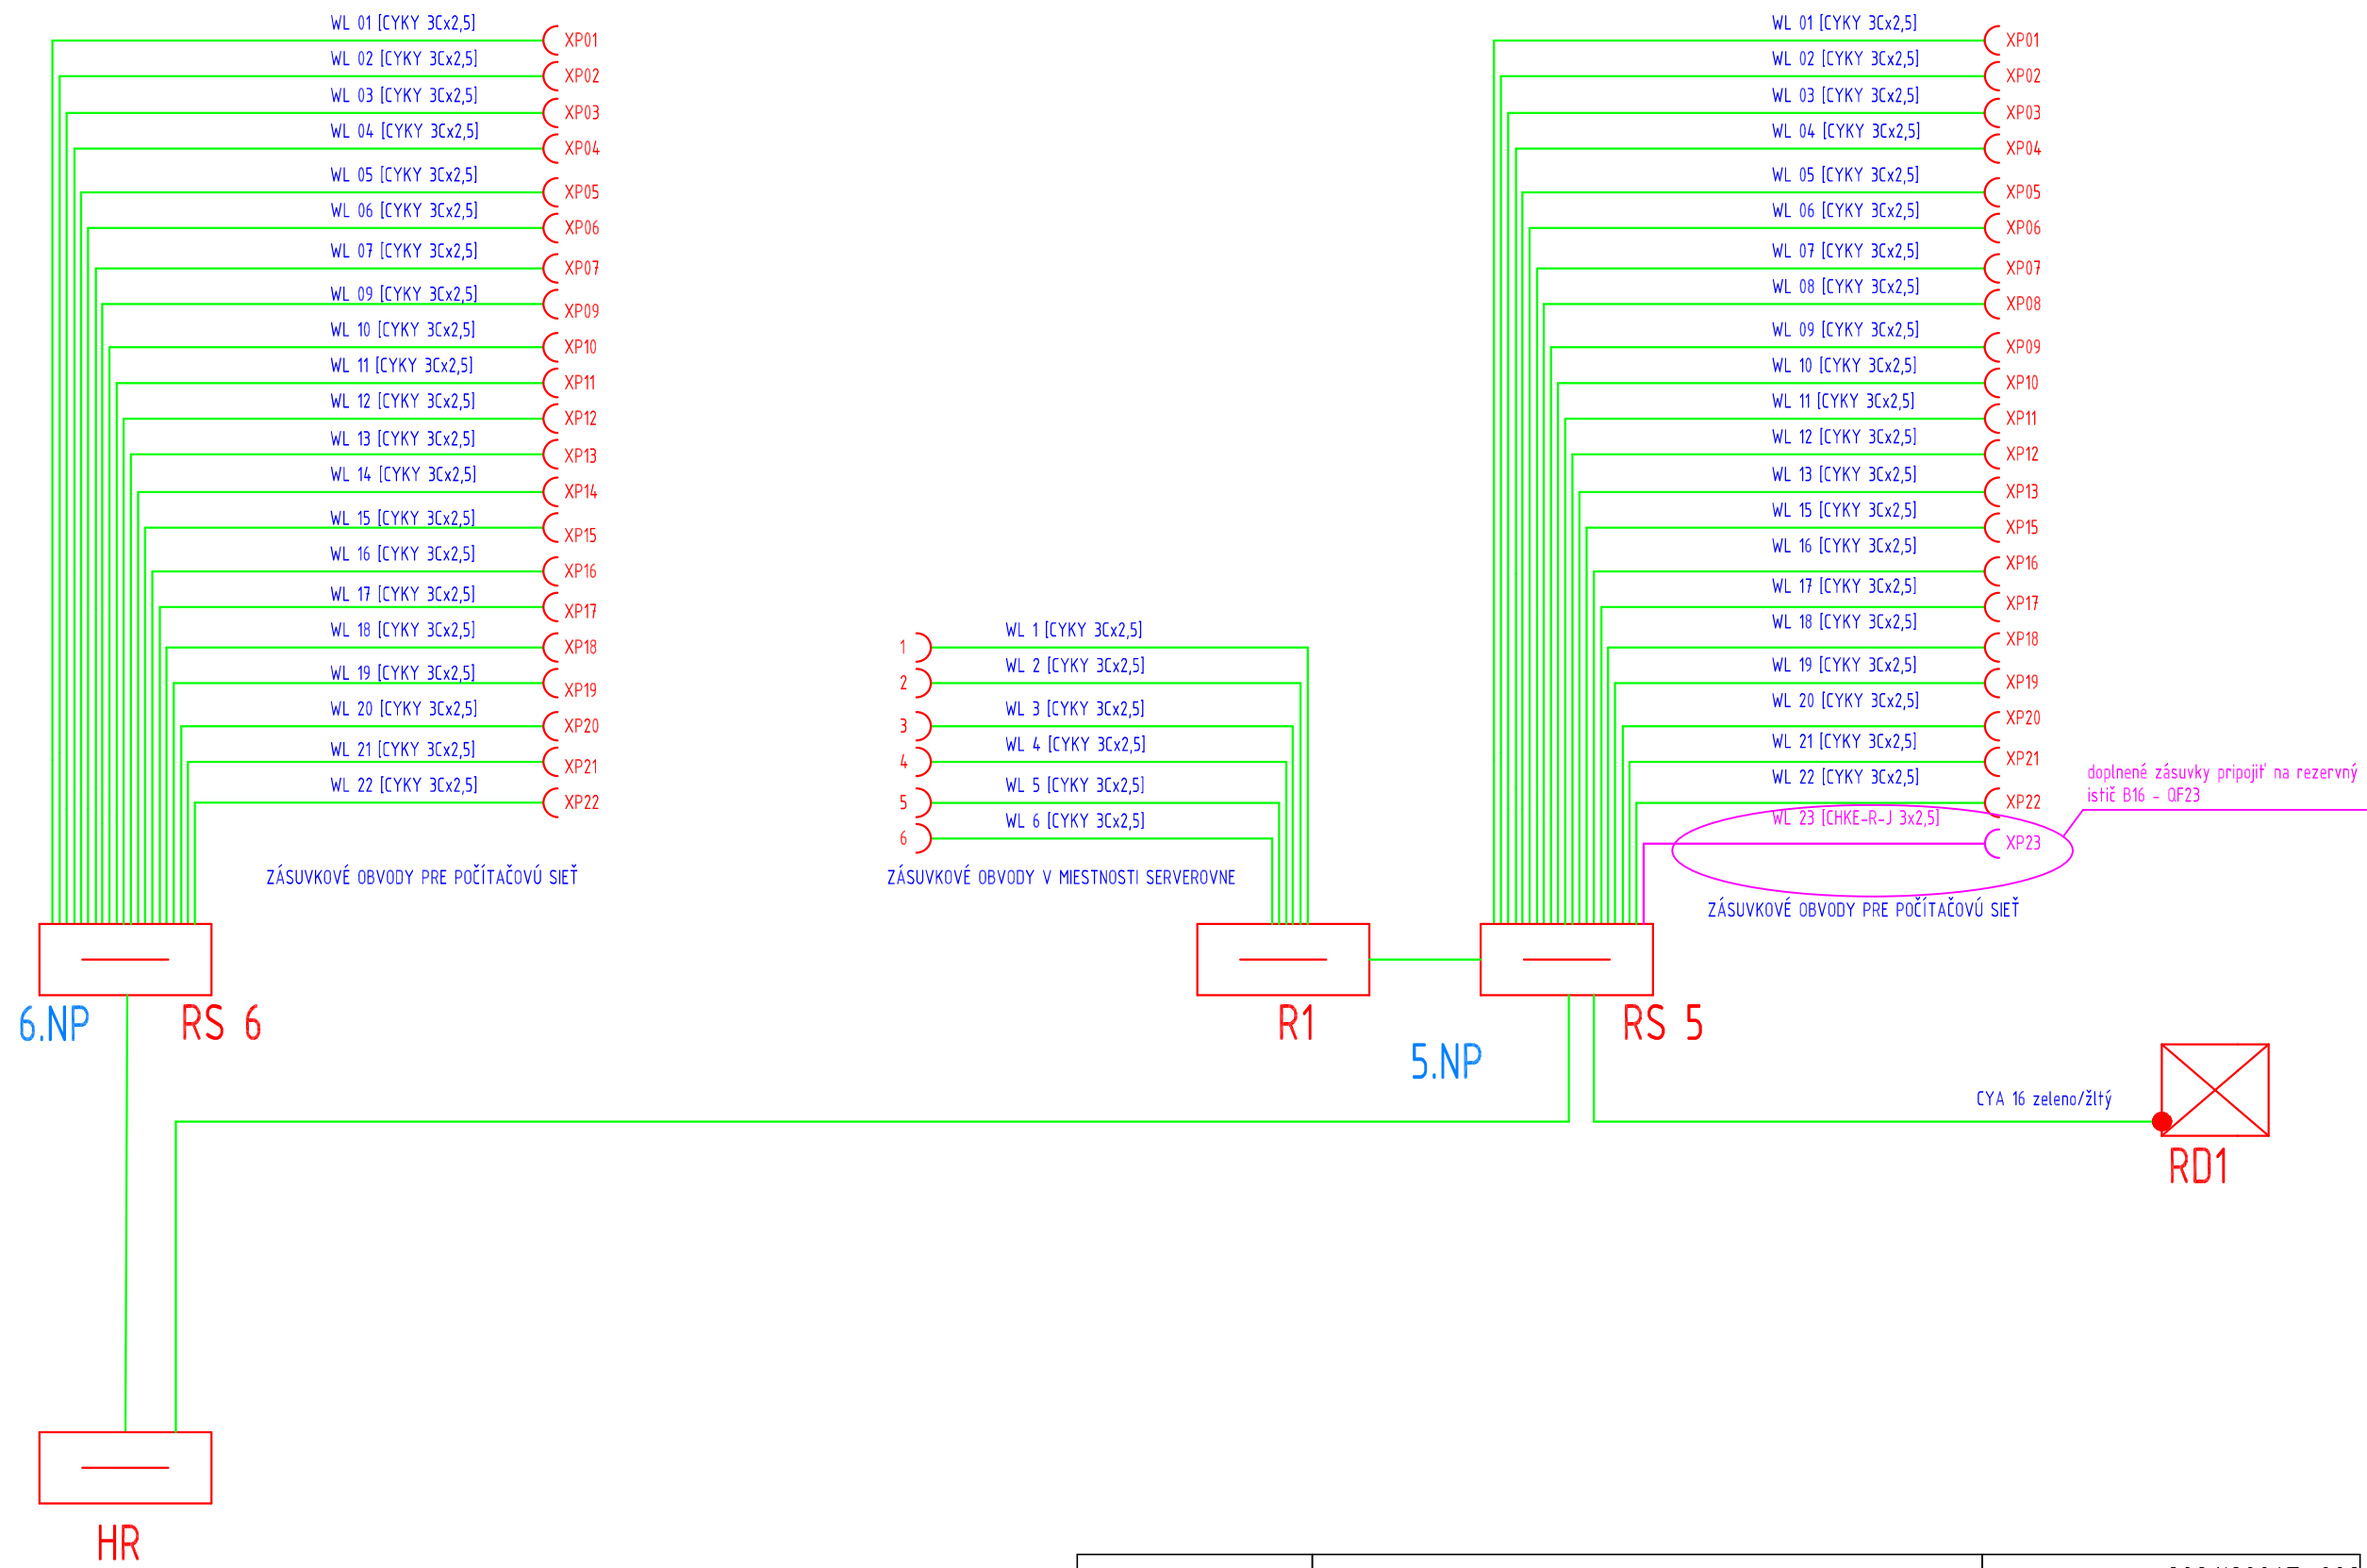 WL 01 [CYKY 3Cx2,5]
XP01
WL 02 [CYKY 3Cx2,5]
XP02
WL 03 [CYKY 3Cx2,5]
XP03
WL 04 [CYKY 3Cx2,5]
XP04
WL 05 [CYKY 3Cx2,5]
XP05
WL 06 [CYKY 3Cx2,5]
XP06
WL 07 [CYKY 3Cx2,5]
XP07
WL 09 [CYKY 3Cx2,5]
XP09
WL 10 [CYKY 3Cx2,5]
XP10
WL 11 [CYKY 3Cx2,5]
XP11
WL 12 [CYKY 3Cx2,5]
XP12
WL 13 [CYKY 3Cx2,5]
XP13
WL 14 [CYKY 3Cx2,5]
XP14
WL 15 [CYKY 3Cx2,5]
XP15
WL 16 [CYKY 3Cx2,5]
XP16
WL 17 [CYKY 3Cx2,5]
XP17
WL 18 [CYKY 3Cx2,5]
XP18
WL 19 [CYKY 3Cx2,5]
XP19
WL 20 [CYKY 3Cx2,5]
XP20
WL 21 [CYKY 3Cx2,5]
XP21
WL 22 [CYKY 3Cx2,5]
XP22
ZÁSUVKOVÉ OBVODY PRE POČÍTAČOVÚ SIEŤ
6.NP
RS 6
WL 1 [CYKY 3Cx2,5]
1
WL 2 [CYKY 3Cx2,5]
2
WL 3 [CYKY 3Cx2,5]
3
WL 4 [CYKY 3Cx2,5]
4
WL 5 [CYKY 3Cx2,5]
5
WL 6 [CYKY 3Cx2,5]
6
ZÁSUVKOVÉ OBVODY V MIESTNOSTI SERVEROVNE
R1
WL 01 [CYKY 3Cx2,5]
XP01
WL 02 [CYKY 3Cx2,5]
XP02
WL 03 [CYKY 3Cx2,5]
XP03
WL 04 [CYKY 3Cx2,5]
XP04
WL 05 [CYKY 3Cx2,5]
XP05
WL 06 [CYKY 3Cx2,5]
XP06
WL 07 [CYKY 3Cx2,5]
XP07
WL 08 [CYKY 3Cx2,5]
XP08
WL 09 [CYKY 3Cx2,5]
XP09
WL 10 [CYKY 3Cx2,5]
XP10
WL 11 [CYKY 3Cx2,5]
XP11
WL 12 [CYKY 3Cx2,5]
XP12
WL 13 [CYKY 3Cx2,5]
XP13
WL 15 [CYKY 3Cx2,5]
XP15
WL 16 [CYKY 3Cx2,5]
XP16
WL 17 [CYKY 3Cx2,5]
XP17
WL 18 [CYKY 3Cx2,5]
XP18
WL 19 [CYKY 3Cx2,5]
XP19
WL 20 [CYKY 3Cx2,5]
XP20
WL 21 [CYKY 3Cx2,5]
XP21
WL 22 [CYKY 3Cx2,5]
XP22
WL 23 [CHKE-R-J 3x2,5]
XP23
doplnené zásuvky pripojiť na rezervný
istič B16 - QF23
ZÁSUVKOVÉ OBVODY PRE POČÍTAČOVÚ SIEŤ
RS 5
5.NP
CYA 16 zeleno/žltý
RD1
HR